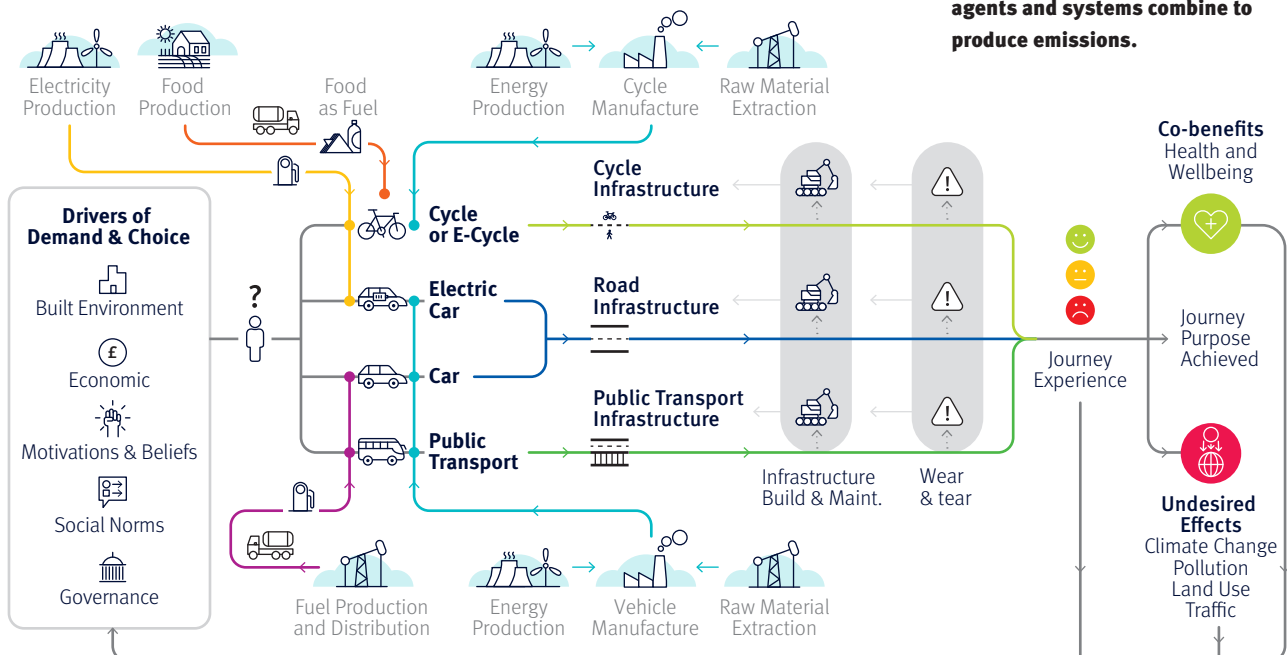 agents and systems combine to
produce emissions.
Electricity
Production
Food
Production
Food
as Fuel
Energy
Production
Cycle
Manufacture
Raw Material
Extraction
Drivers of
Demand & Choice
Built Environment
£
Economic
Motivations & Beliefs
Social Norms
Governance
?
Cycle
or E-Cycle
Electric
Car
Car
Public
Transport
Cycle
Infrastructure
Road
Infrastructure
Public Transport
Infrastructure
!
!
!
Infrastructure
Build & Maint.
Wear
& tear
Journey
Experience
Co-benefits
Health and
Wellbeing
Journey
Purpose
Achieved
Undesired
Effects
Climate Change
Pollution
Land Use
Traffic
Fuel Production
and Distribution
Energy
Production
Vehicle
Manufacture
Raw Material
Extraction